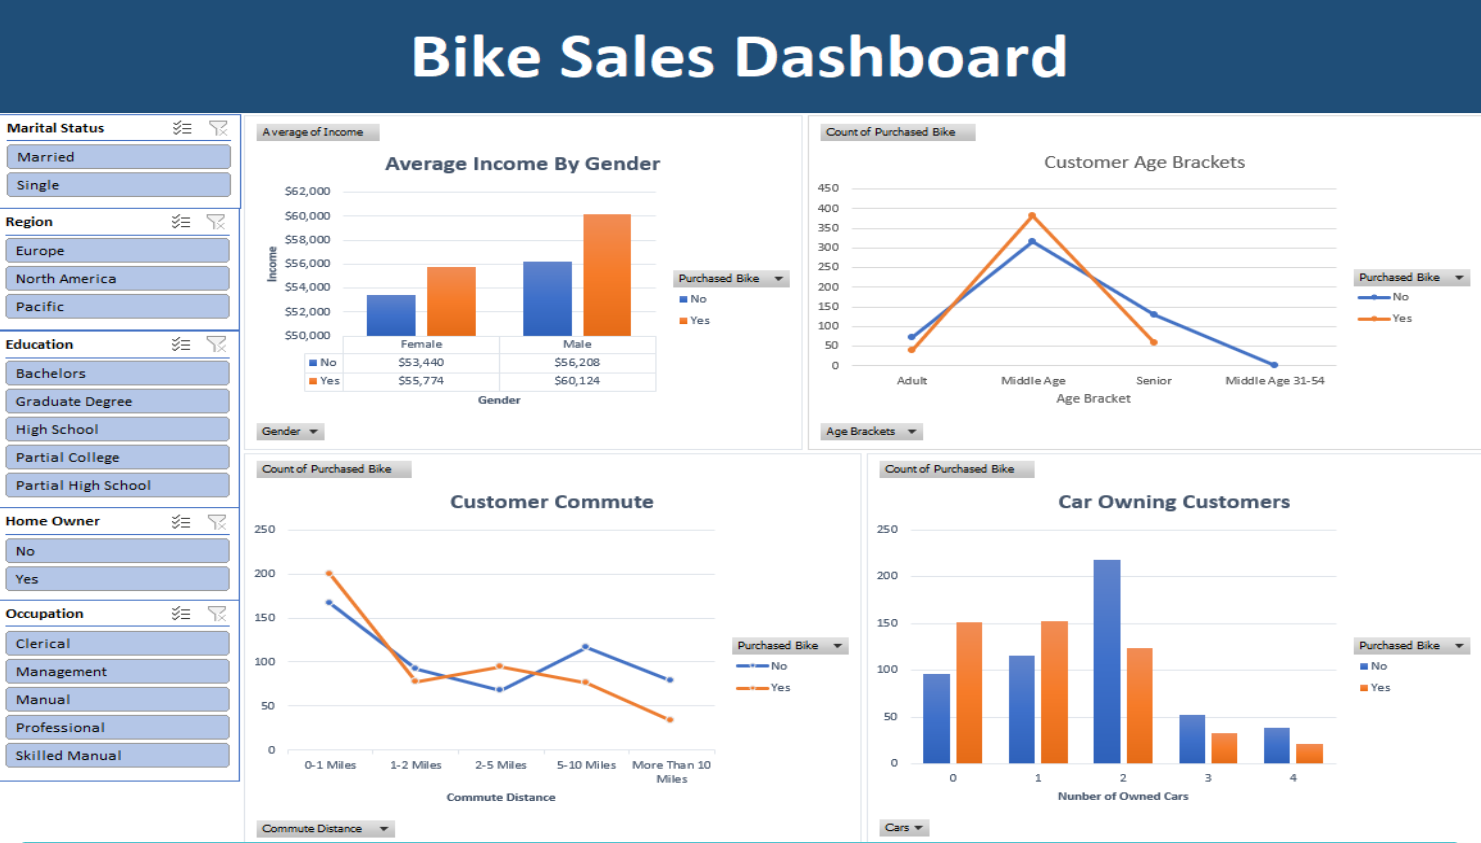 Bike Sales Dashboard
Marital Status
Married
Single
Region
Europe
North America
Pacific
Education
Bachelors
Graduate Degree
High School
Partial College
Partial High School
Home Owner
No
Yes
Occupation
Clerical
Management
Manual
Professional
Skilled Manual
Average of Income
Average Income By Gender
$62,000
$60,000
$58,000
$56,000
$54,000
$52,000
$50,000
Income
Female Male
No $53,440 $56,208
Yes $55,774 $60,124
Gender
Purchased Bike
No
Yes
Gender
Count of Purchased Bike
Customer Age Brackets
450
400
350
300
250
200
150
100
50
0
Adult Middle Age Senior Middle Age 31-54
Age Bracket
Purchased Bike
No
Yes
Age Brackets
Count of Purchased Bike
Customer Commute
250
200
150
100
50
0
0-1 Miles 1-2 Miles 2-5 Miles 5-10 Miles More Than 10
Miles
Commute Distance
Purchased Bike
No
Yes
Commute Distance
Count of Purchased Bike
Car Owning Customers
250
200
150
100
50
0
0 1 2 3 4
Nunber of Owned Cars
Purchased Bike
No
Yes
Cars